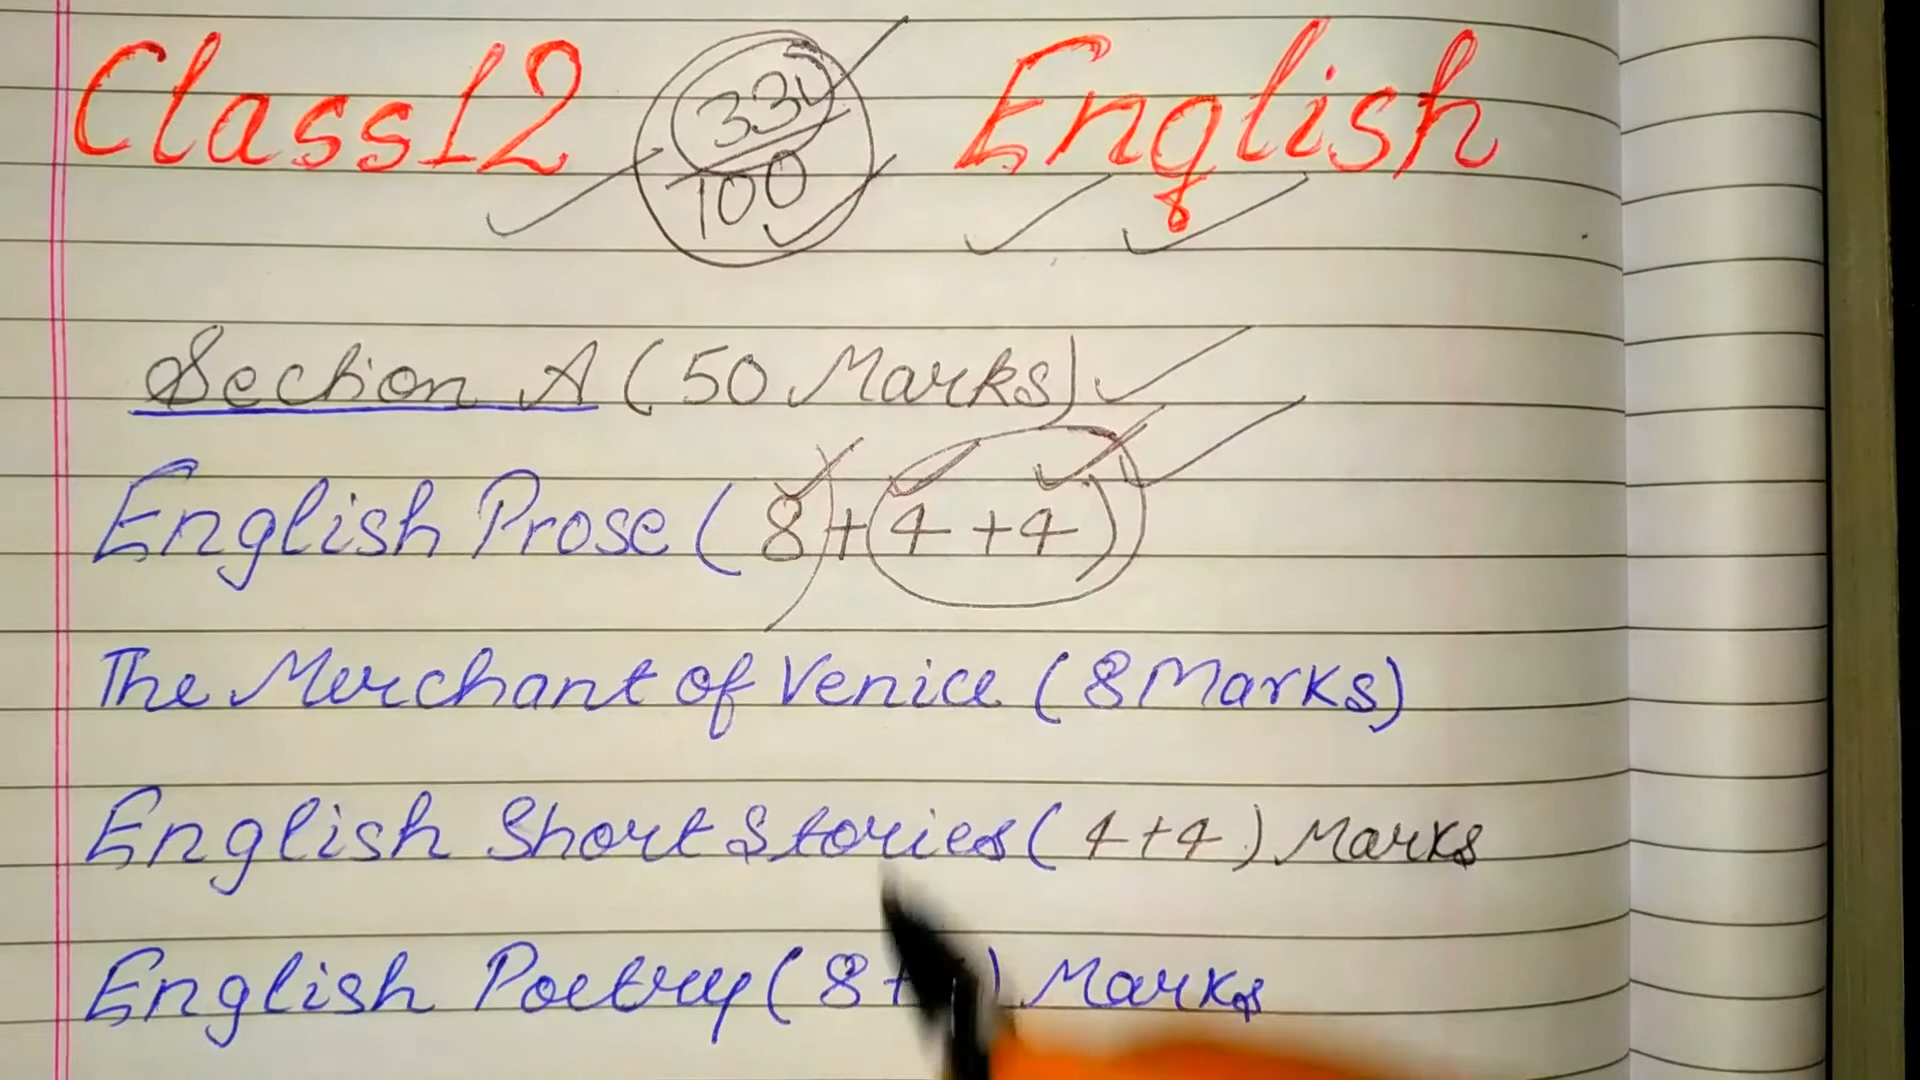 Class12 33/100 English
Section A (50 Marks)
English Prose (8+(4+4)
The Merchant of Venice (8 Marks)
English Short Stories (4+4) Marks
English Poetry (8+ ) Marks